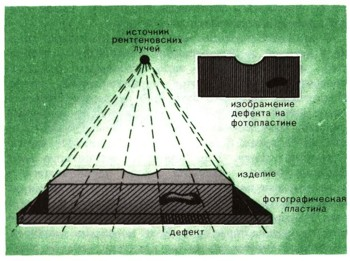 источник
рентгеновских
лучей
изображение
дефекта на
фотопластине
изделие
фотографическая
пластина
дефект